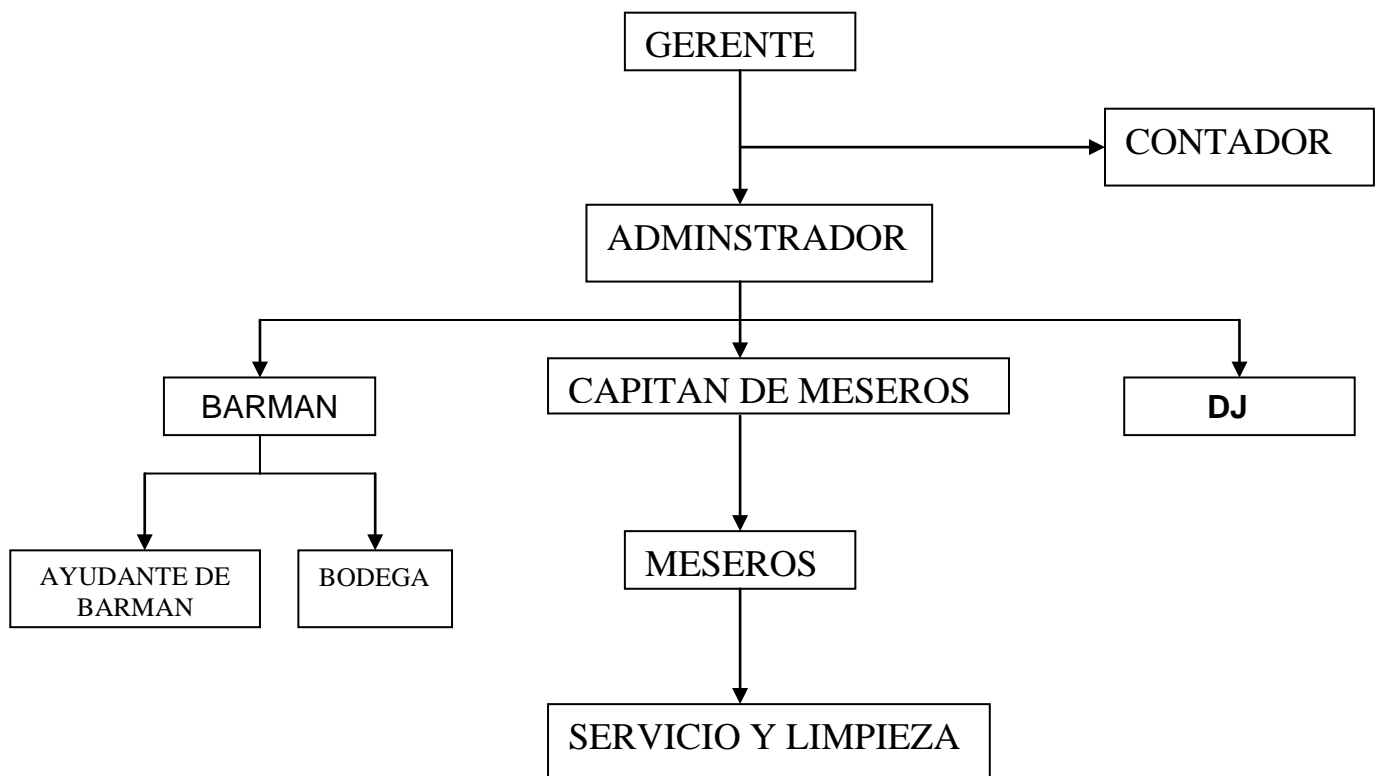 GERENTE
CONTADOR
ADMINSTRADOR
BARMAN
CAPITAN DE MESEROS
DJ
AYUDANTE DE
BARMAN
BODEGA
MESEROS
SERVICIO Y LIMPIEZA